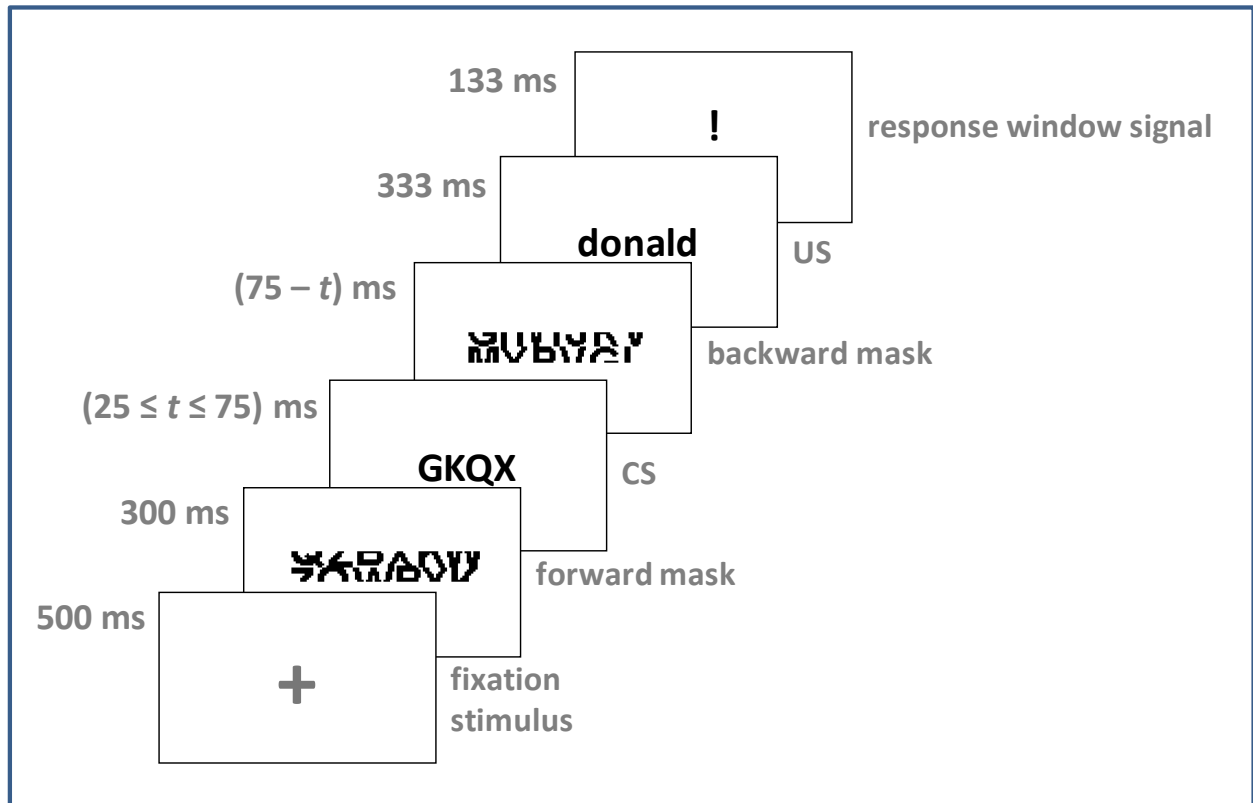 133 ms
!
response window signal
333 ms
donald
US
(75 – t) ms
backward mask
(25 ≤ t ≤ 75) ms
GKQX
CS
300 ms
forward mask
500 ms
+
fixation
stimulus